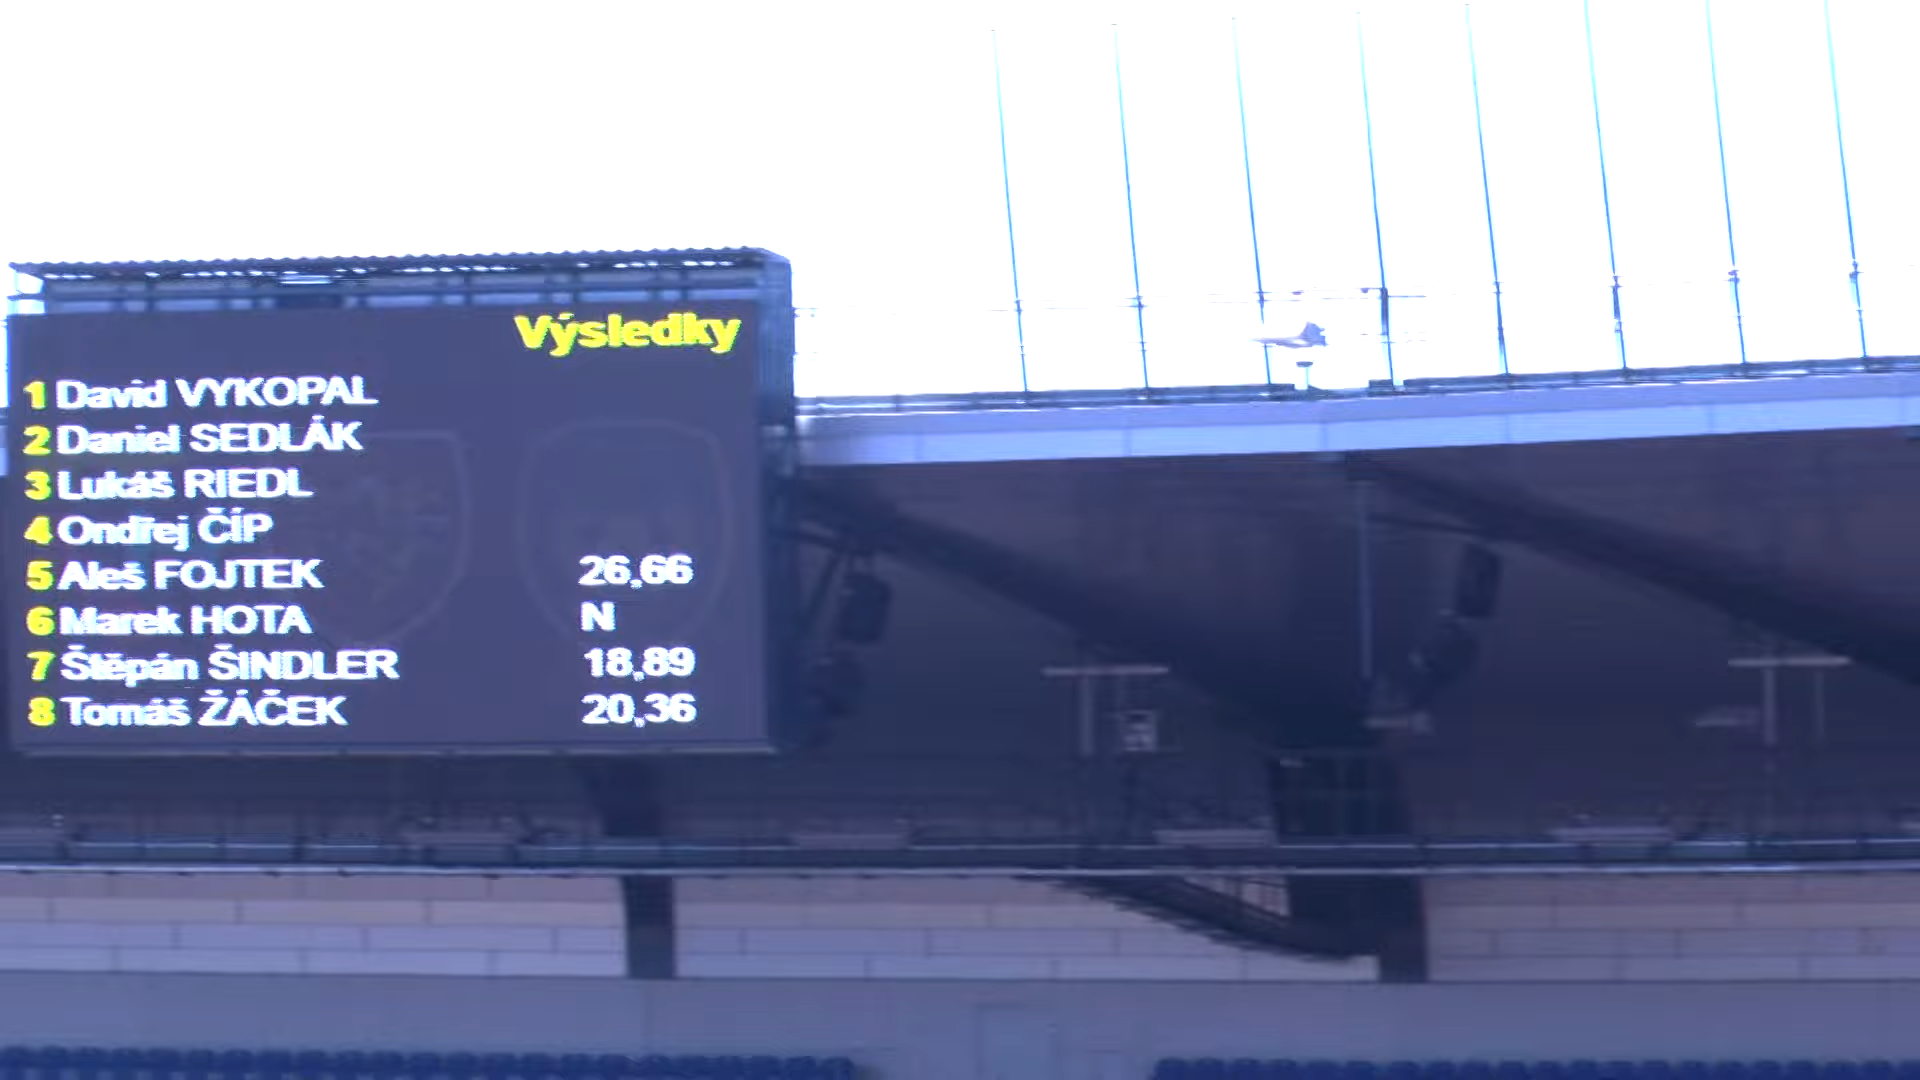 Výsledky
1 David VYKOPAL
2 Daniel SEDLÁK
3 Lukáš RIEDL
4 Ondřej ČÍP
5 Aleš FOJTEK 26,66
6 Marek HOTA N
7 Štěpán ŠINDLER 18,89
8 Tomáš ŽÁČEK 20,36